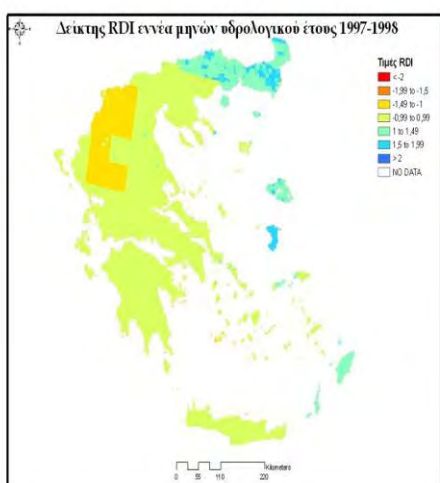 Δείκτης RDI εννέα μηνών υδρολογικού έτους 1997-1998
Τιμές RDI
< -2
-1,99 to -1,5
-1,49 to -1
-0,99 to 0,99
1 to 1,49
1,5 to 1,99
> 2
NO DATA
Kilometers
0 55 110 220